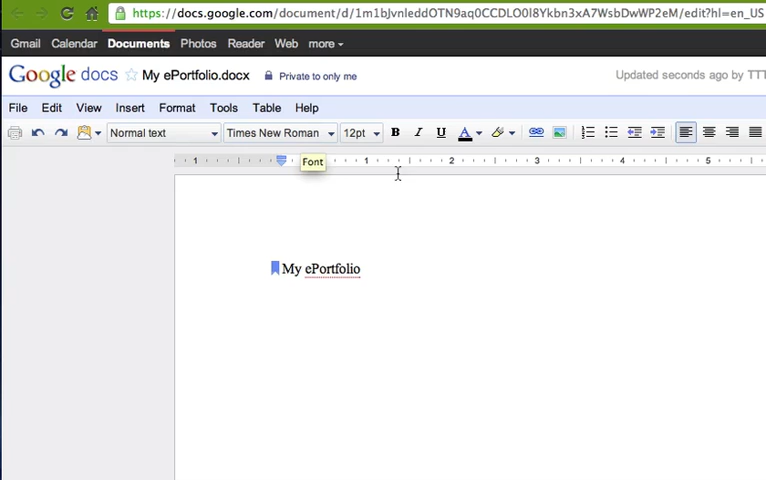 https://docs.google.com/document/d/1m1bJvnleddOTN9aq0CCDLO0I8Ykbn3xA7WsbDwWP2eM/edit?hl=en_US
Gmail Calendar Documents Photos Reader Web more
Google docs My ePortfolio.docx Private to only me Updated seconds ago by TTT
File Edit View Insert Format Tools Table Help
Normal text Times New Roman 12pt B I U A
1 Font 1 2 3 4 5
My ePortfolio